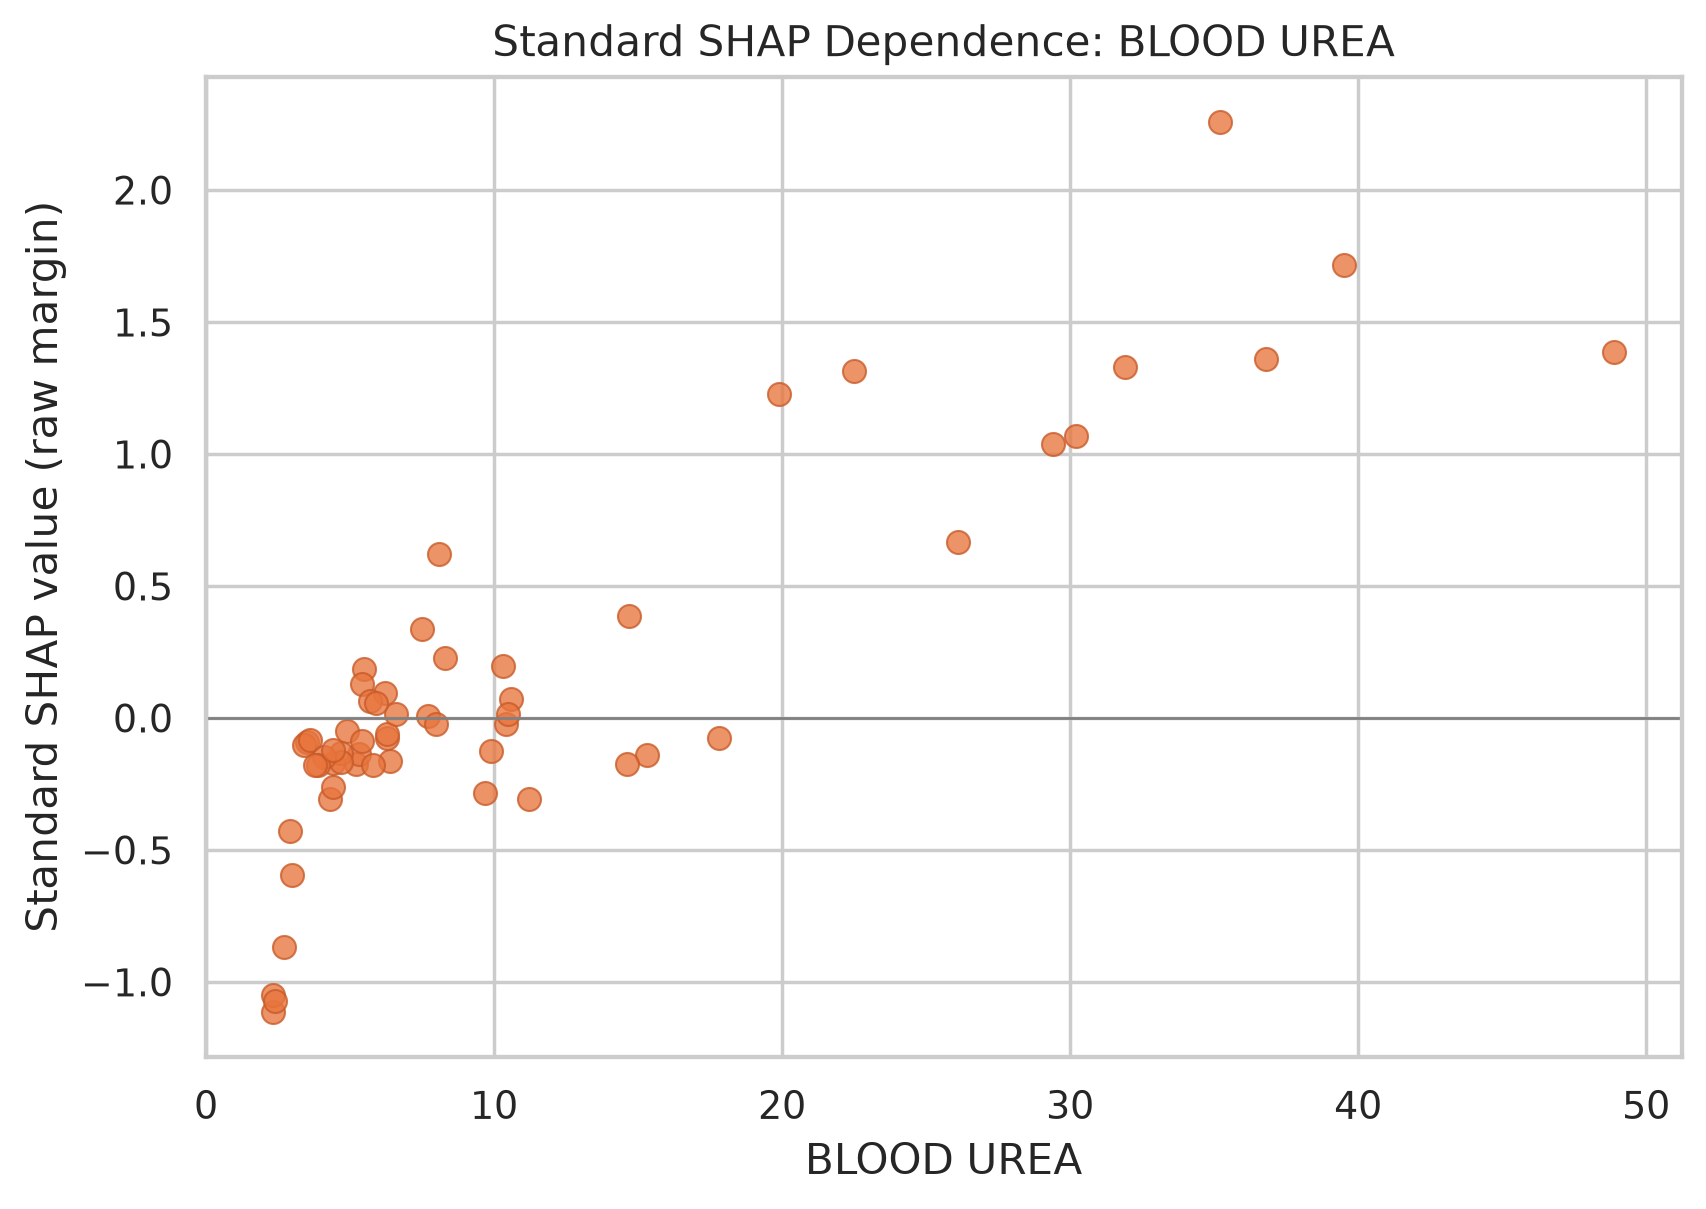 Standard SHAP Dependence: BLOOD UREA
Standard SHAP value (raw margin)
2.0
1.5
1.0
0.5
0.0
−0.5
−1.0
0 10 20 30 40 50
BLOOD UREA